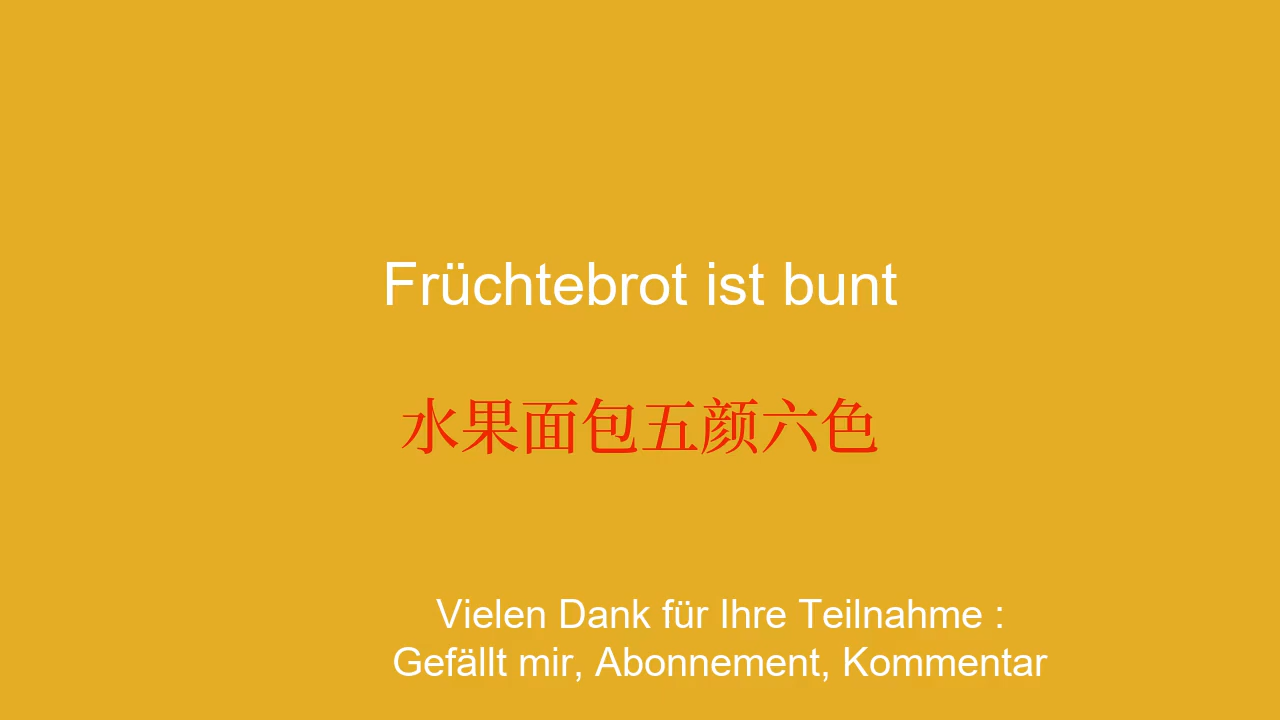 Früchtebrot ist bunt
水果面包五颜六色
Vielen Dank für Ihre Teilnahme :
Gefällt mir, Abonnement, Kommentar